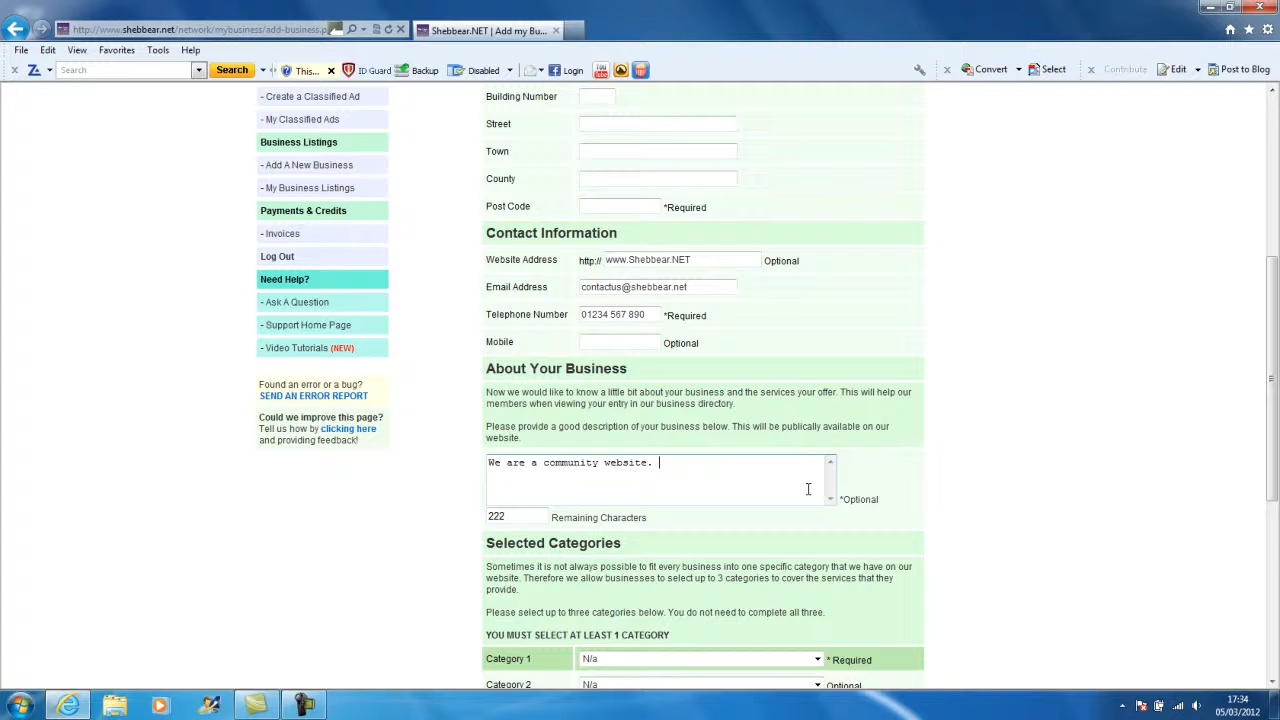 http://www.shebbear.net/network/mybusiness/add-business.p
Shebbear.NET | Add my Bu...
File Edit View Favorites Tools Help
Search Search This... ID Guard Backup Disabled Login Convert Select Contribute Edit Post to Blog
- Create a Classified Ad
- My Classified Ads
Business Listings
- Add A New Business
- My Business Listings
Payments & Credits
- Invoices
Log Out
Need Help?
- Ask A Question
- Support Home Page
- Video Tutorials (NEW)
Found an error or a bug?
SEND AN ERROR REPORT
Could we improve this page?
Tell us how by clicking here
and providing feedback!
Building Number
Street
Town
County
Post Code *Required
Contact Information
Website Address http:// www.Shebbear.NET Optional
Email Address contactus@shebbear.net
Telephone Number 01234 567 890 *Required
Mobile Optional
About Your Business
Now we would like to know a little bit about your business and the services your offer. This will help our
members when viewing your entry in our business directory.
Please provide a good description of your business below. This will be publically available on our
website.
We are a community website.
*Optional
222 Remaining Characters
Selected Categories
Sometimes it is not always possible to fit every business into one specific category that we have on our
website. Therefore we allow businesses to select up to 3 categories to cover the services that they
provide.
Please select up to three categories below. You do not need to complete all three.
YOU MUST SELECT AT LEAST 1 CATEGORY
Category 1 N/a * Required
Category 2 N/a Optional
17:34
05/03/2012